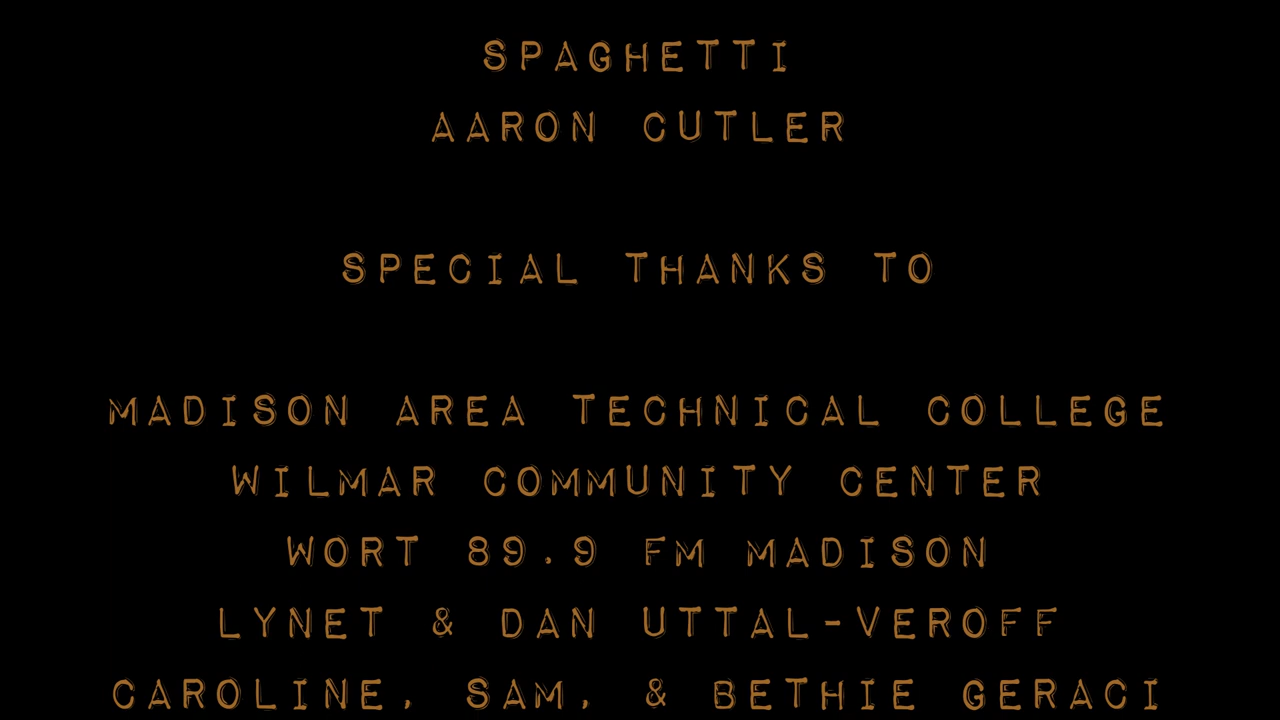 SPAGHETTI
AARON CUTLER
SPECIAL THANKS TO
MADISON AREA TECHNICAL COLLEGE
WILMAR COMMUNITY CENTER
WORT 89.9 FM MADISON
LYNET & DAN UTTAL-VEROFF
CAROLINE, SAM, & BETHIE GERACI